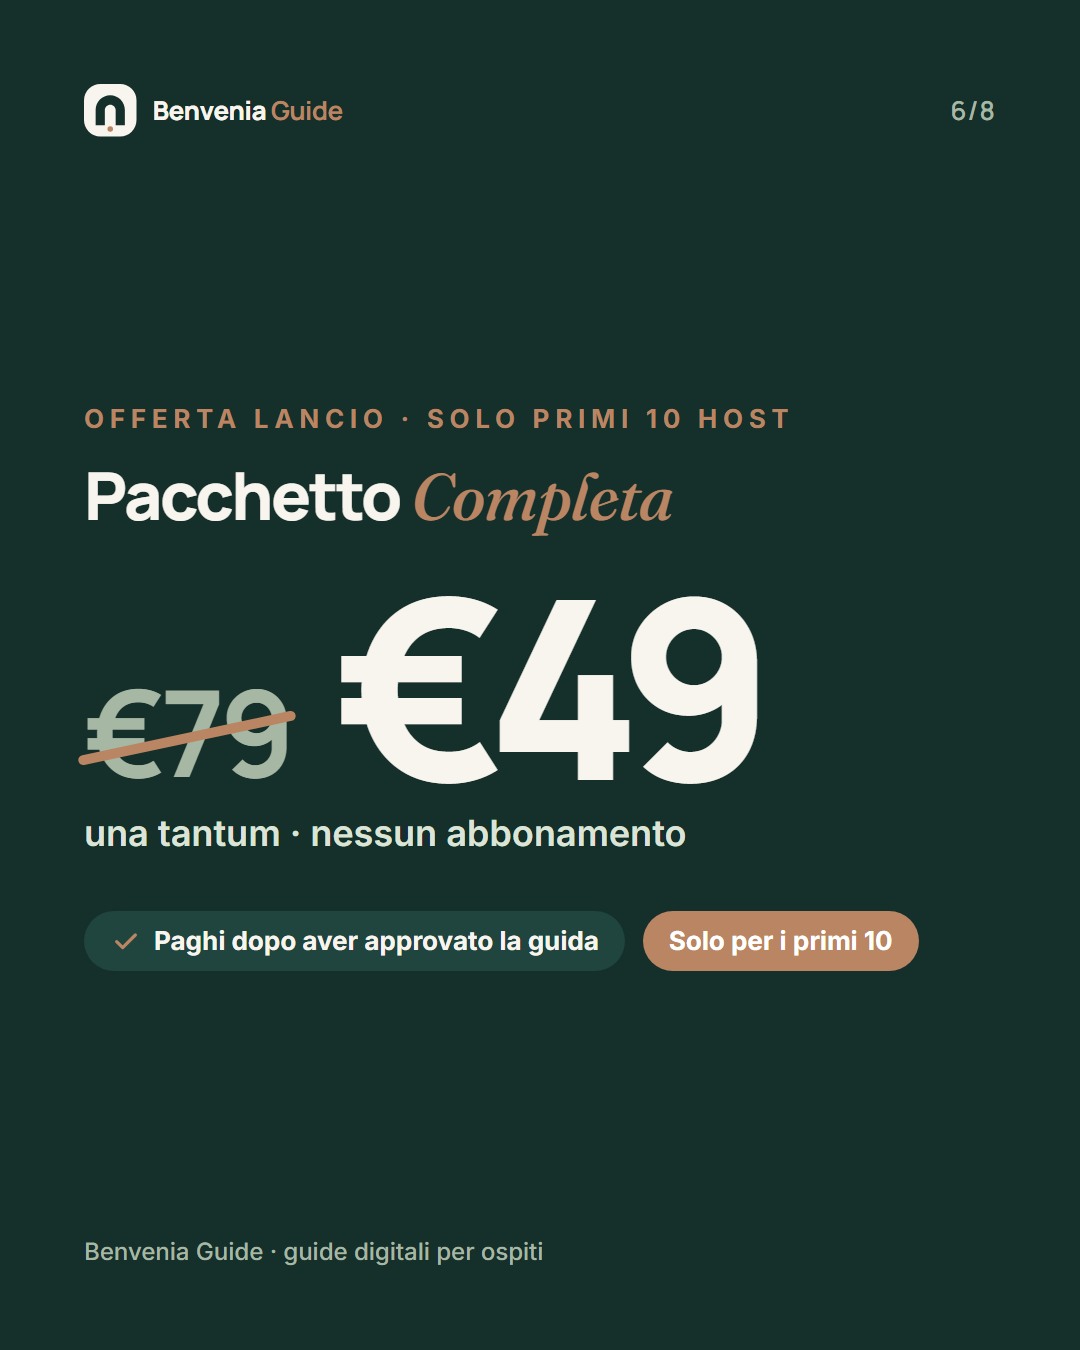 Benvenia Guide
6/8
OFFERTA LANCIO · SOLO PRIMI 10 HOST
Pacchetto Completa
€79 €49
una tantum · nessun abbonamento
Paghi dopo aver approvato la guida
Solo per i primi 10
Benvenia Guide · guide digitali per ospiti